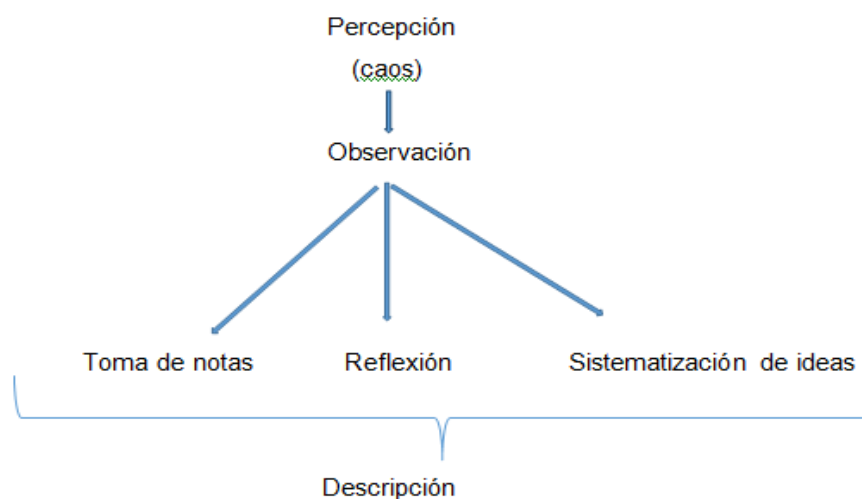 Percepción
(caos)
Observación
Toma de notas Reflexión Sistematización de ideas
Descripción